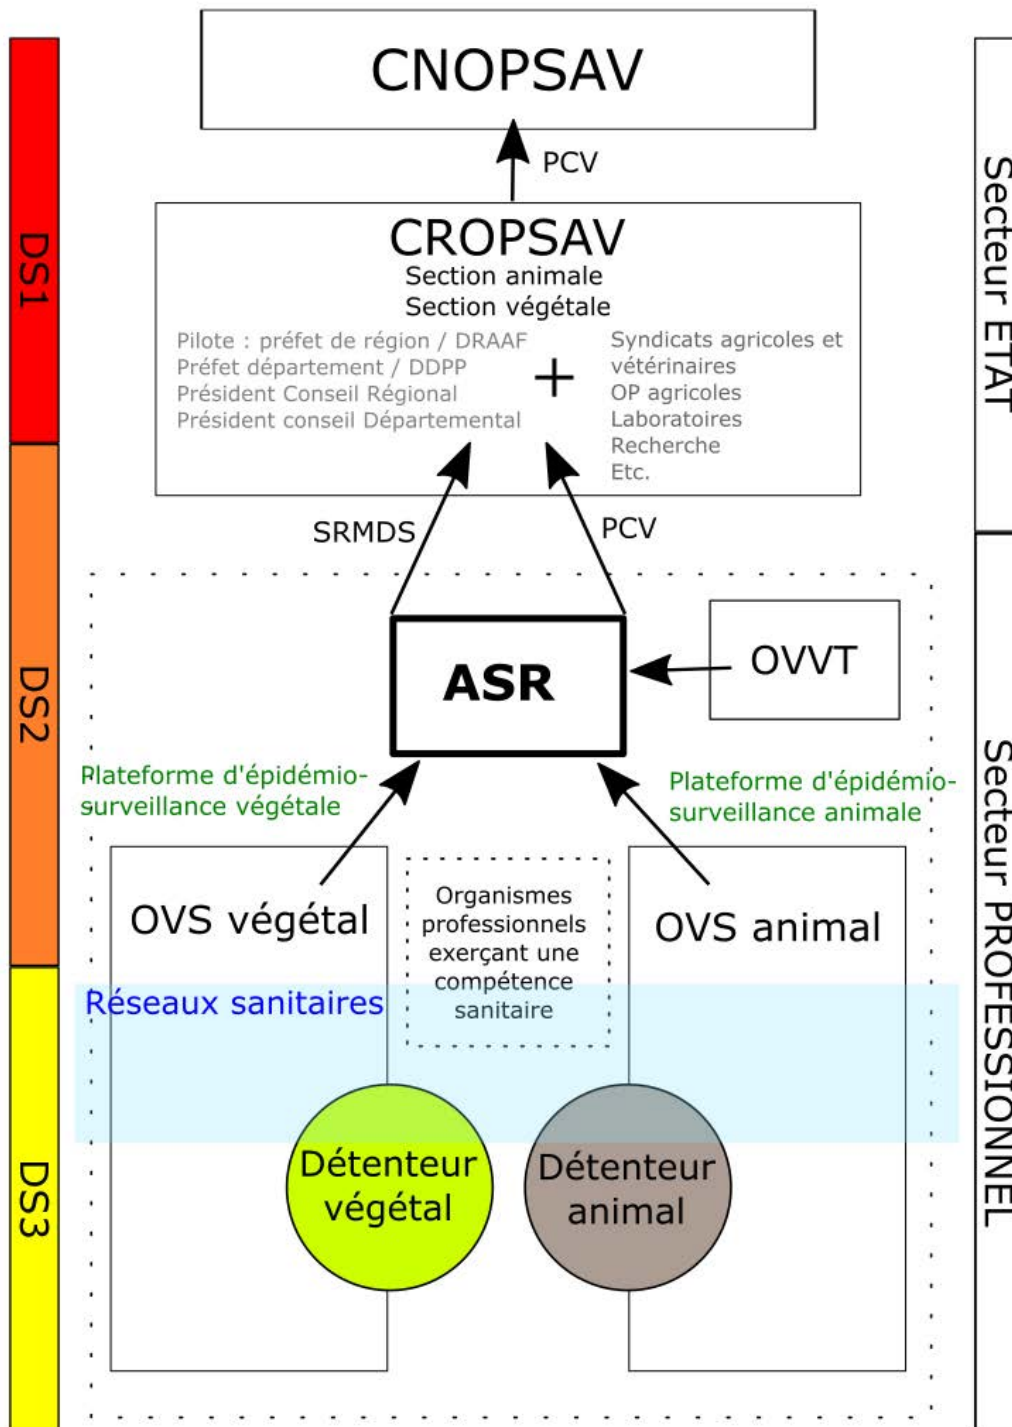 CNOPSAV
PCV
CROPSAV
Section animale
Section végétale
Pilote : préfet de région / DRAAF
Préfet département / DDPP
Président Conseil Régional
Président conseil Départemental
+
Syndicats agricoles et
vétérinaires
OP agricoles
Laboratoires
Recherche
Etc.
SRMDS
PCV
ASR
OVVT
Plateforme d'épidémio-
surveillance végétale
Plateforme d'épidémio-
surveillance animale
OVS végétal
Organismes
professionnels
exerçant une
compétence
sanitaire
OVS animal
Réseaux sanitaires
Détenteur
végétal
Détenteur
animal
DS1
DS2
DS3
Secteur ETAT
Secteur PROFESSIONNEL